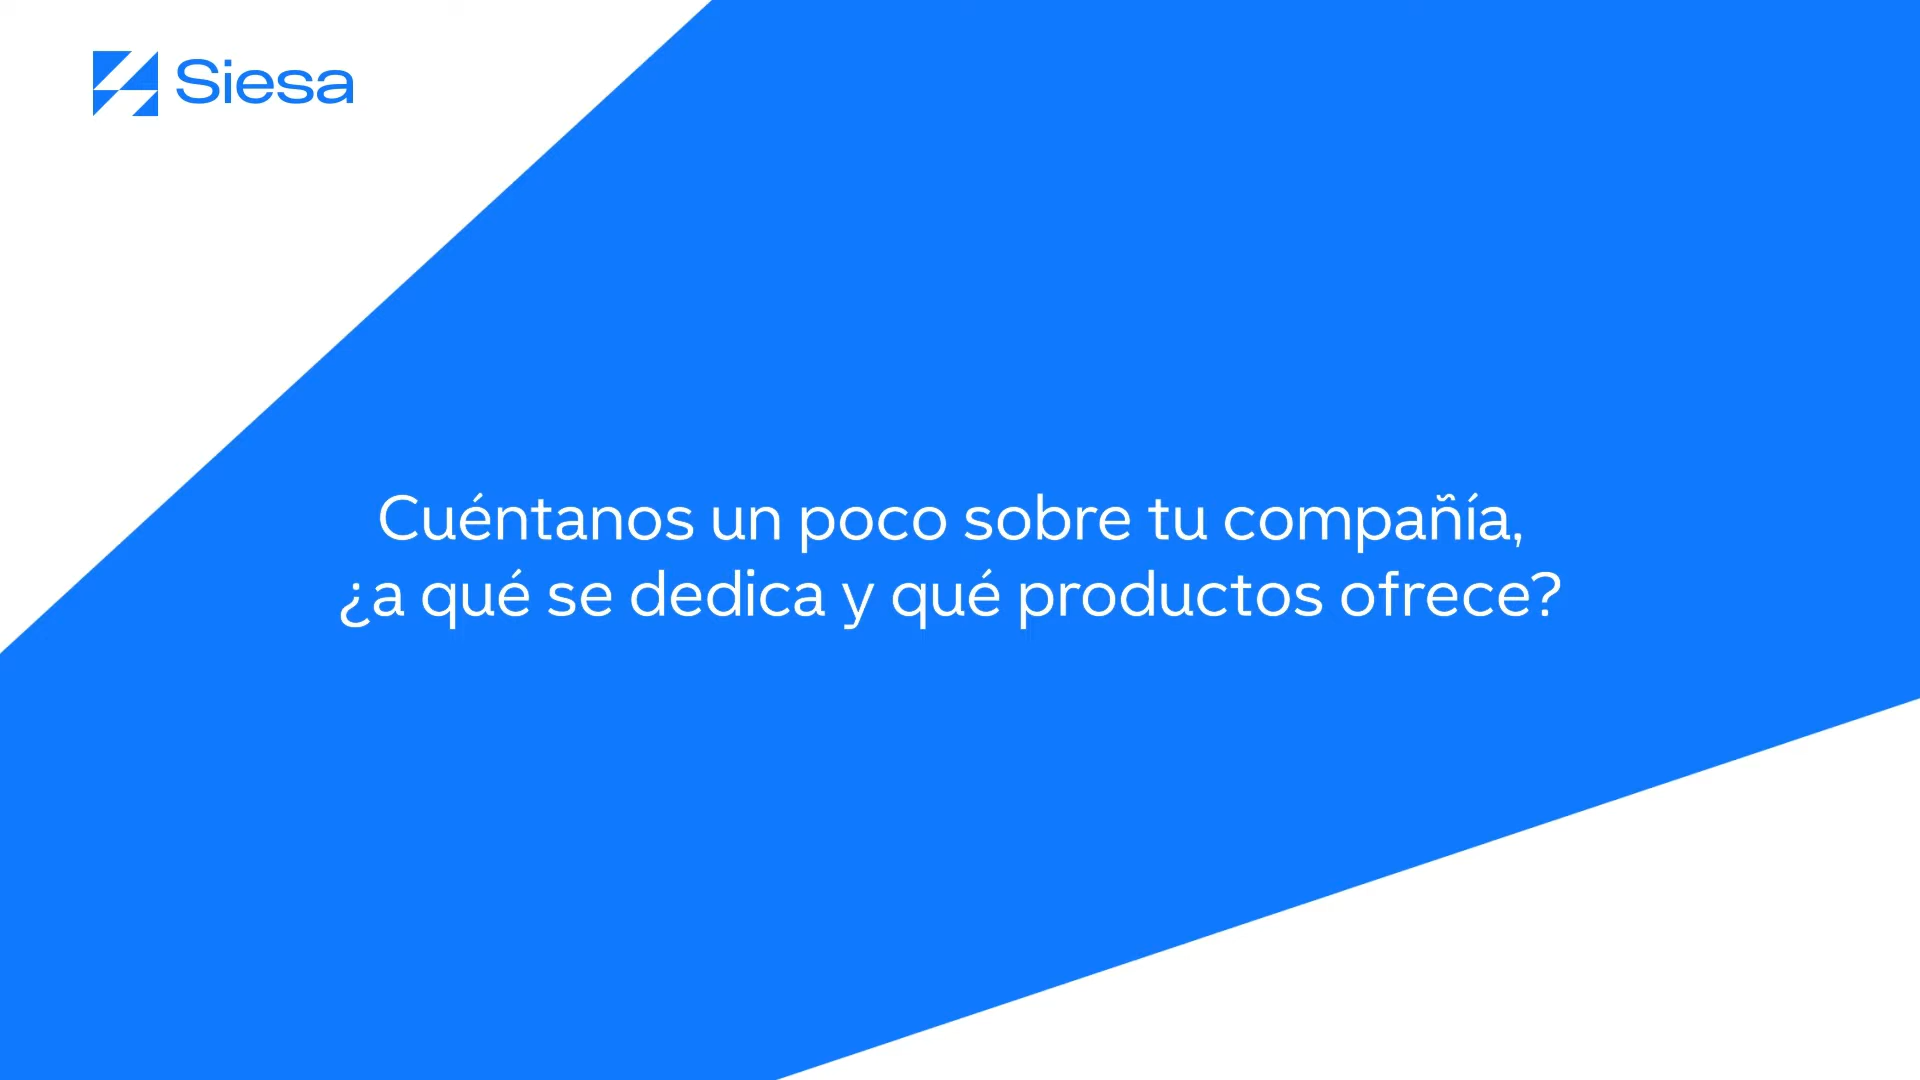 Siesa
Cuéntanos un poco sobre tu compañía,
¿a qué se dedica y qué productos ofrece?